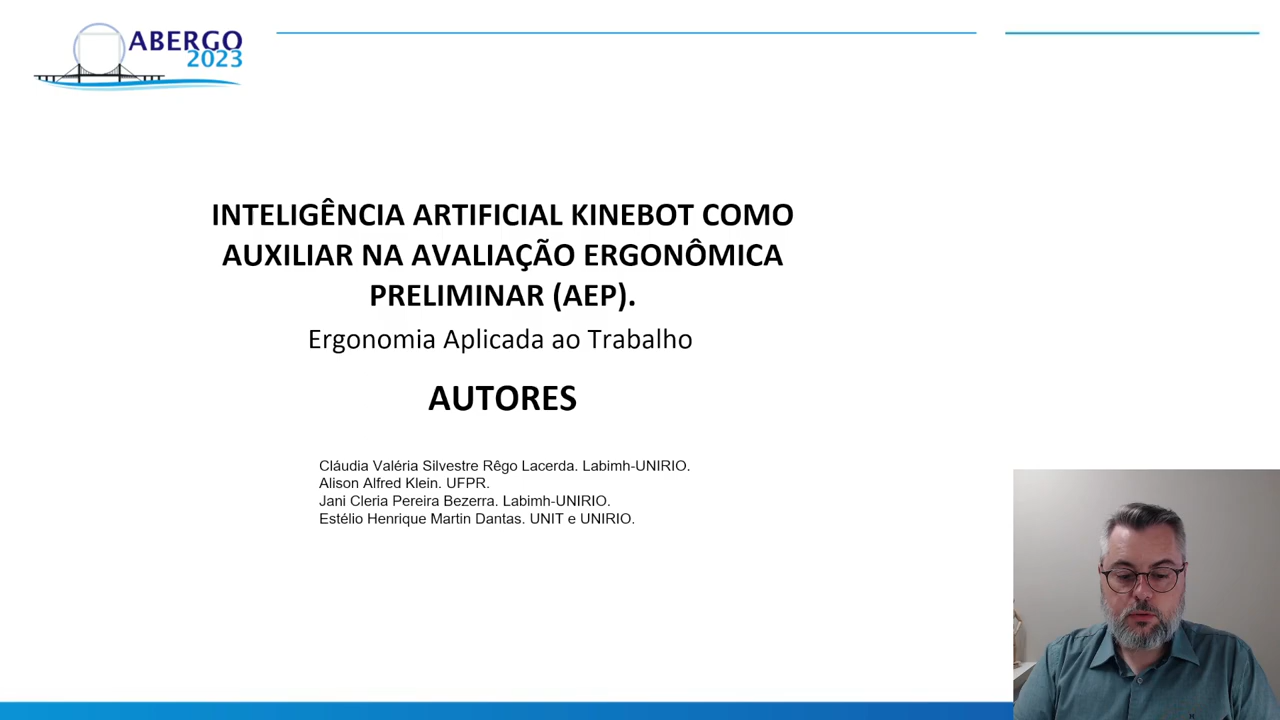 ABERGO
2023
INTELIGÊNCIA ARTIFICIAL KINEBOT COMO
AUXILIAR NA AVALIAÇÃO ERGONÔMICA
PRELIMINAR (AEP).
Ergonomia Aplicada ao Trabalho
AUTORES
Cláudia Valéria Silvestre Rêgo Lacerda. Labimh-UNIRIO.
Alison Alfred Klein. UFPR.
Jani Cleria Pereira Bezerra. Labimh-UNIRIO.
Estélio Henrique Martin Dantas. UNIT e UNIRIO.